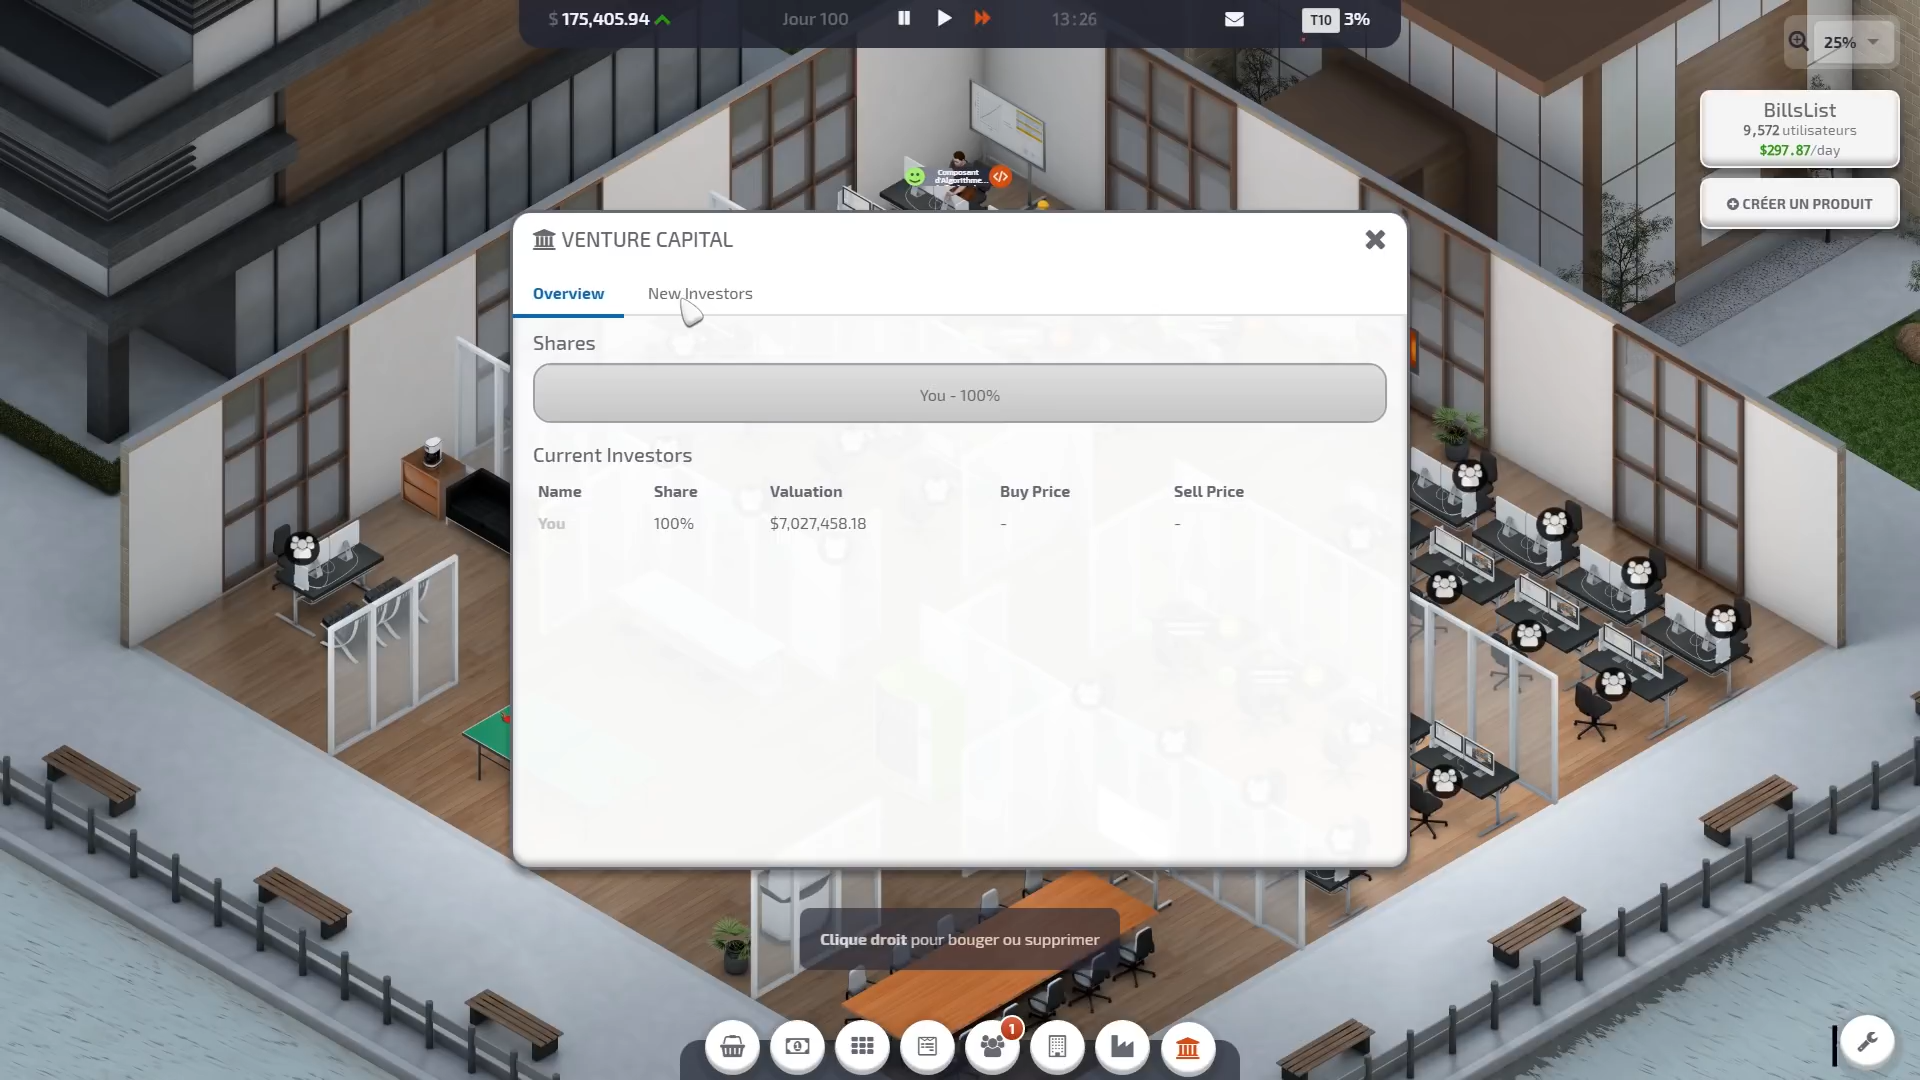 $ 175,405.94
Jour 100
13:26
T10 3%
25%
BillsList
9,572 utilisateurs
$297.87/day
CRÉER UN PRODUIT
Composant
d'Algorithme...
VENTURE CAPITAL
Overview
New Investors
Shares
You - 100%
Current Investors
Name Share Valuation Buy Price Sell Price
You 100% $7,027,458.18 - -
Clique droit pour bouger ou supprimer
1